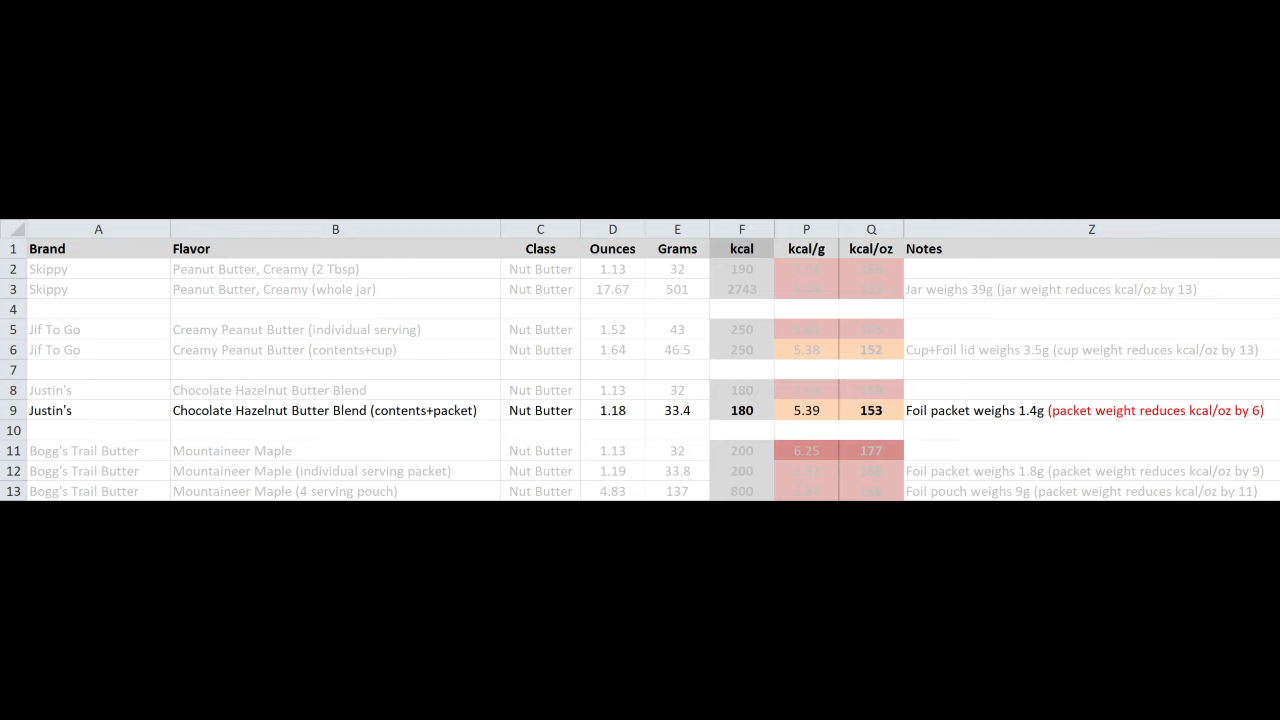 A B C D E F P Q Z
1 Brand Flavor Class Ounces Grams kcal kcal/g kcal/oz Notes
2 Skippy Peanut Butter, Creamy (2 Tbsp) Nut Butter 1.13 32 190
3 Skippy Peanut Butter, Creamy (whole jar) Nut Butter 17.67 501 2743 Jar weighs 39g (jar weight reduces kcal/oz by 13)
4
5 Jif To Go Creamy Peanut Butter (individual serving) Nut Butter 1.52 43 250
6 Jif To Go Creamy Peanut Butter (contents+cup) Nut Butter 1.64 46.5 250 5.38 152 Cup+Foil lid weighs 3.5g (cup weight reduces kcal/oz by 13)
7
8 Justin's Chocolate Hazelnut Butter Blend Nut Butter 1.13 32 180
9 Justin's Chocolate Hazelnut Butter Blend (contents+packet) Nut Butter 1.18 33.4 180 5.39 153 Foil packet weighs 1.4g (packet weight reduces kcal/oz by 6)
10
11 Bogg's Trail Butter Mountaineer Maple Nut Butter 1.13 32 200 6.25 177
12 Bogg's Trail Butter Mountaineer Maple (individual serving packet) Nut Butter 1.19 33.8 200 Foil packet weighs 1.8g (packet weight reduces kcal/oz by 9)
13 Bogg's Trail Butter Mountaineer Maple (4 serving pouch) Nut Butter 4.83 137 800 Foil pouch weighs 9g (packet weight reduces kcal/oz by 11)